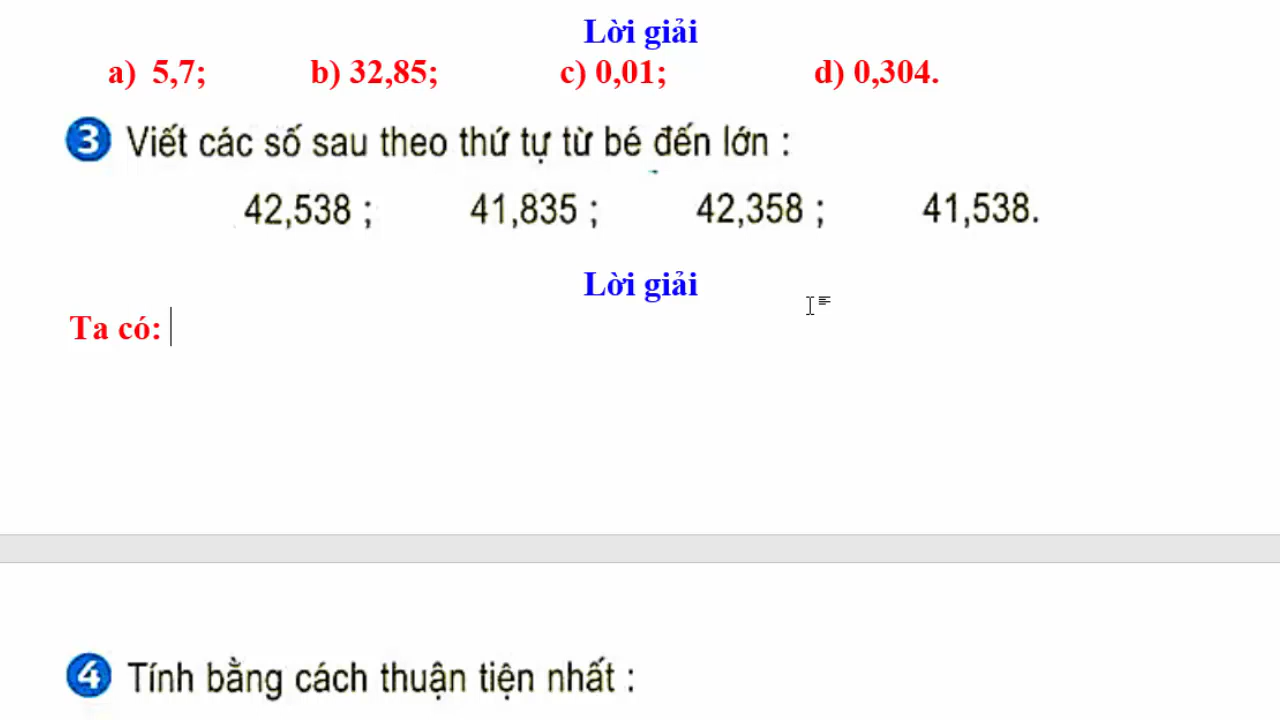 Lời giải
a) 5,7; b) 32,85; c) 0,01; d) 0,304.
3 Viết các số sau theo thứ tự từ bé đến lớn :
42,538 ; 41,835 ; 42,358 ; 41,538.
Lời giải
Ta có:
4 Tính bằng cách thuận tiện nhất :